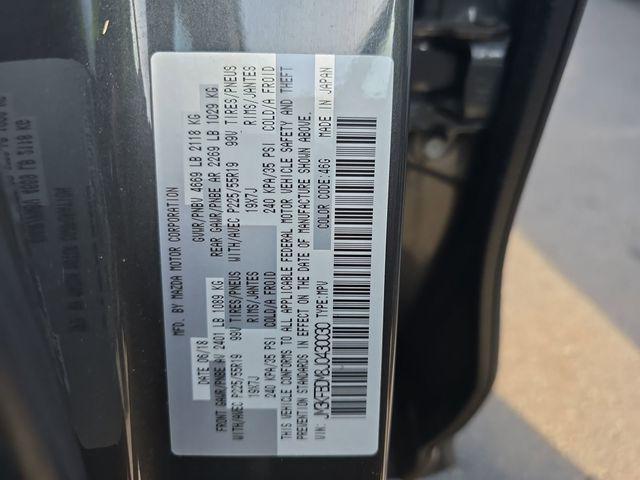 MAZDA MOTOR CORPORATION
DATE 06/18 GVWR/PNBV 4669 LB 2118 KG
FRONT GAWR/PNBE AV 2401 LB 1089 KG REAR GAWR/PNBE AR 2269 LB 1029 KG
WITH/AVEC P225/55R19 99V TIRES/PNEUS WITH/AVEC P225/55R19 99V TIRES/PNEUS
19X7J RIMS/JANTES 19X7J RIMS/JANTES
240 KPA/35 PSI COLD/A FROID 240 KPA/35 PSI COLD/A FROID
THIS VEHICLE CONFORMS TO ALL APPLICABLE FEDERAL MOTOR VEHICLE SAFETY AND THEFT
PREVENTION STANDARDS IN EFFECT ON THE DATE OF MANUFACTURE SHOWN ABOVE.
COLOR CODE:46G MADE IN JAPAN
VIN: JM3KFBDM8J0430030 TYPE:MPV